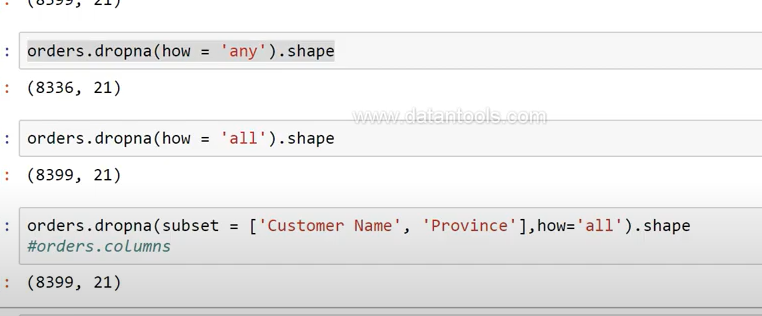 (8399, 21)
: orders.dropna(how = 'any').shape
: (8336, 21)
www.datantools.com
: orders.dropna(how = 'all').shape
: (8399, 21)
: orders.dropna(subset = ['Customer Name', 'Province'],how='all').shape
#orders.columns
: (8399, 21)